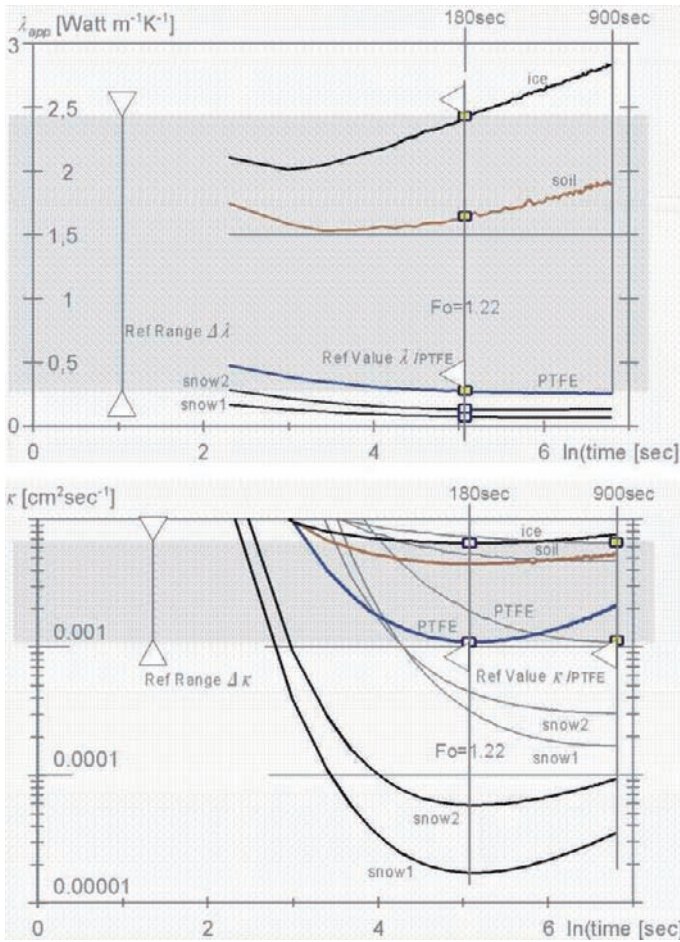 λapp [Watt m⁻¹K⁻¹] 180sec 900sec
3
ice
2,5
2
soil
1,5
1
Fo=1.22
Ref Range Δλ
Ref Value λ /PTFE
0,5
snow2
PTFE
snow1
0
0 2 4 6 ln(time [sec]
κ [cm²sec⁻¹] 180sec 900sec
ice
soil
PTFE
PTFE
0.001
Ref Range Δκ
Ref Value κ /PTFE
snow2
Fo=1.22
snow1
0.0001
snow2
snow1
0.00001
0 2 4 6 ln(time [sec]